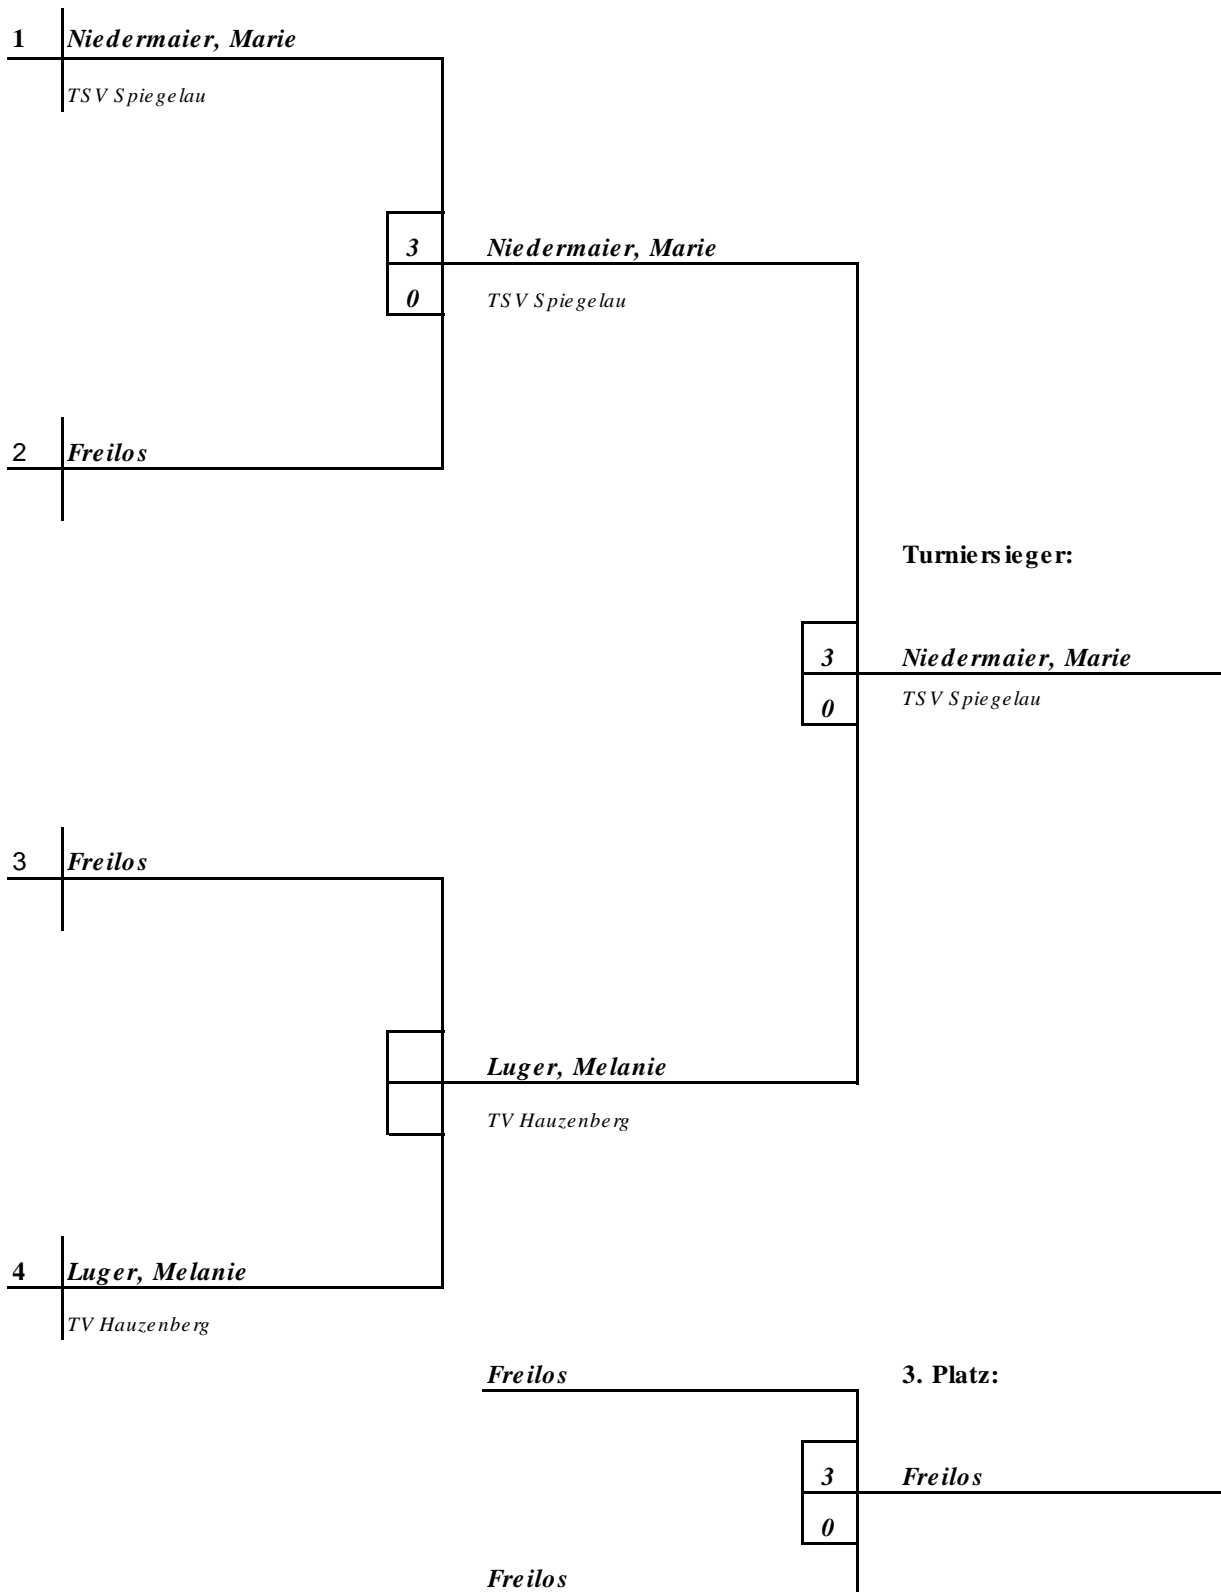 1 Niedermaier, Marie
TSV Spiegelau
3 Niedermaier, Marie
0 TSV Spiegelau
2 Freilos
Turniersieger:
3 Niedermaier, Marie
0 TSV Spiegelau
3 Freilos
Luger, Melanie
TV Hauzenberg
4 Luger, Melanie
TV Hauzenberg
Freilos 3. Platz:
3 Freilos
0
Freilos